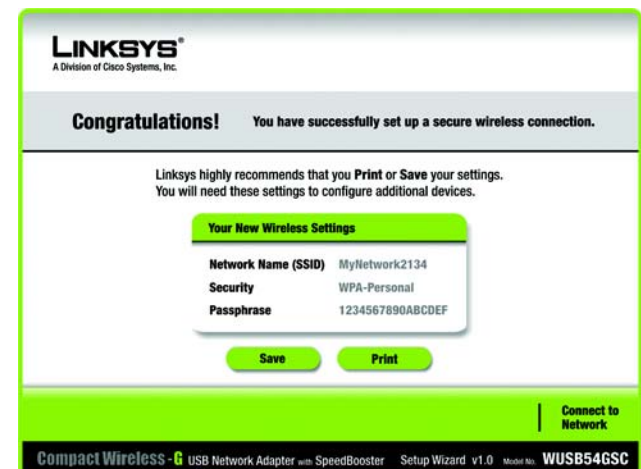 LINKSYS®
A Division of Cisco Systems, Inc.
Congratulations! You have successfully set up a secure wireless connection.
Linksys highly recommends that you Print or Save your settings.
You will need these settings to configure additional devices.
Your New Wireless Settings
Network Name (SSID) MyNetwork2134
Security WPA-Personal
Passphrase 1234567890ABCDEF
Save Print
Connect to
Network
Compact Wireless-G USB Network Adapter with SpeedBooster Setup Wizard v1.0 Model No. WUSB54GSC